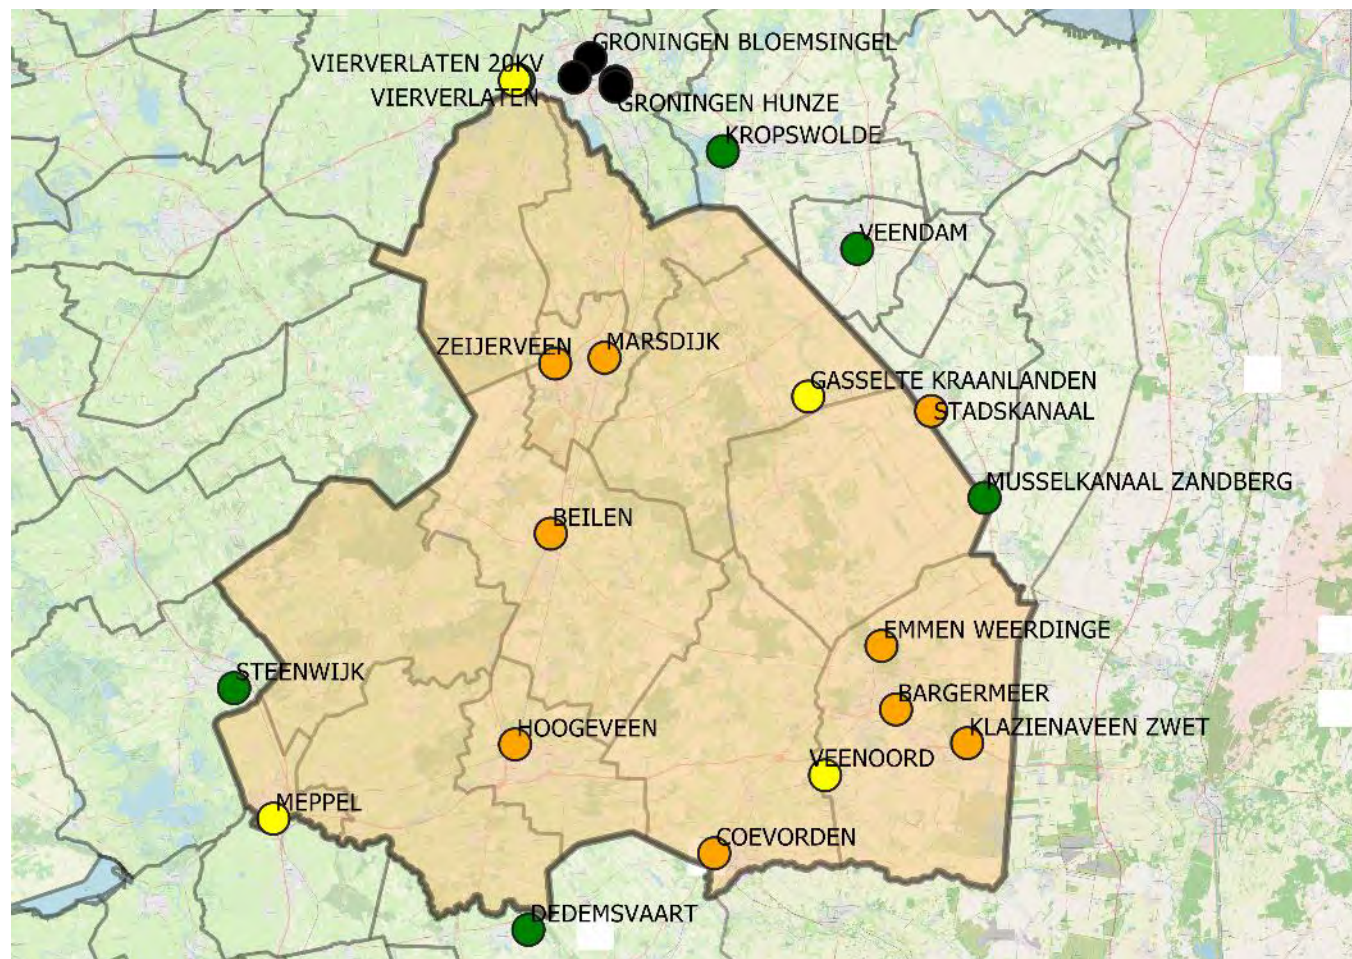 GRONINGEN BLOEMSINGEL
VIERVERLATEN 20KV
VIERVERLATEN
GRONINGEN HUNZE
KROPSWOLDE
VEENDAM
ZEIJERVEEN
MARSDIJK
GASSELTE KRAANLANDEN
STADSKANAAL
MUSSELKANAAL ZANDBERG
BEILEN
EMMEN WEERDINGE
STEENWIJK
BARGERMEER
HOOGEVEEN
KLAZIENAVEEN ZWET
VEENOORD
MEPPEL
COEVORDEN
DEDEMSVAART